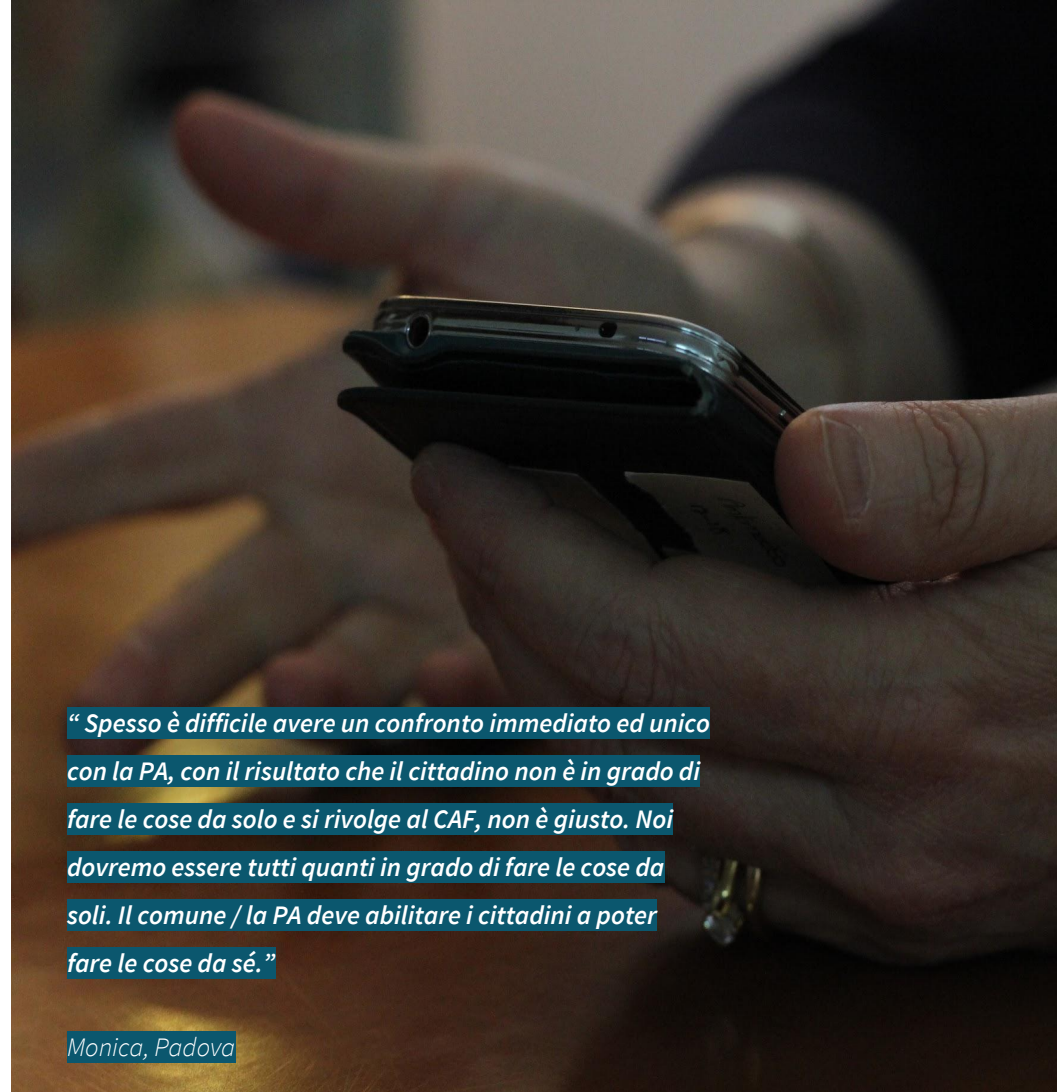 “ Spesso è difficile avere un confronto immediato ed unico
con la PA, con il risultato che il cittadino non è in grado di
fare le cose da solo e si rivolge al CAF, non è giusto. Noi
dovremo essere tutti quanti in grado di fare le cose da
soli. Il comune / la PA deve abilitare i cittadini a poter
fare le cose da sé.”
Monica, Padova